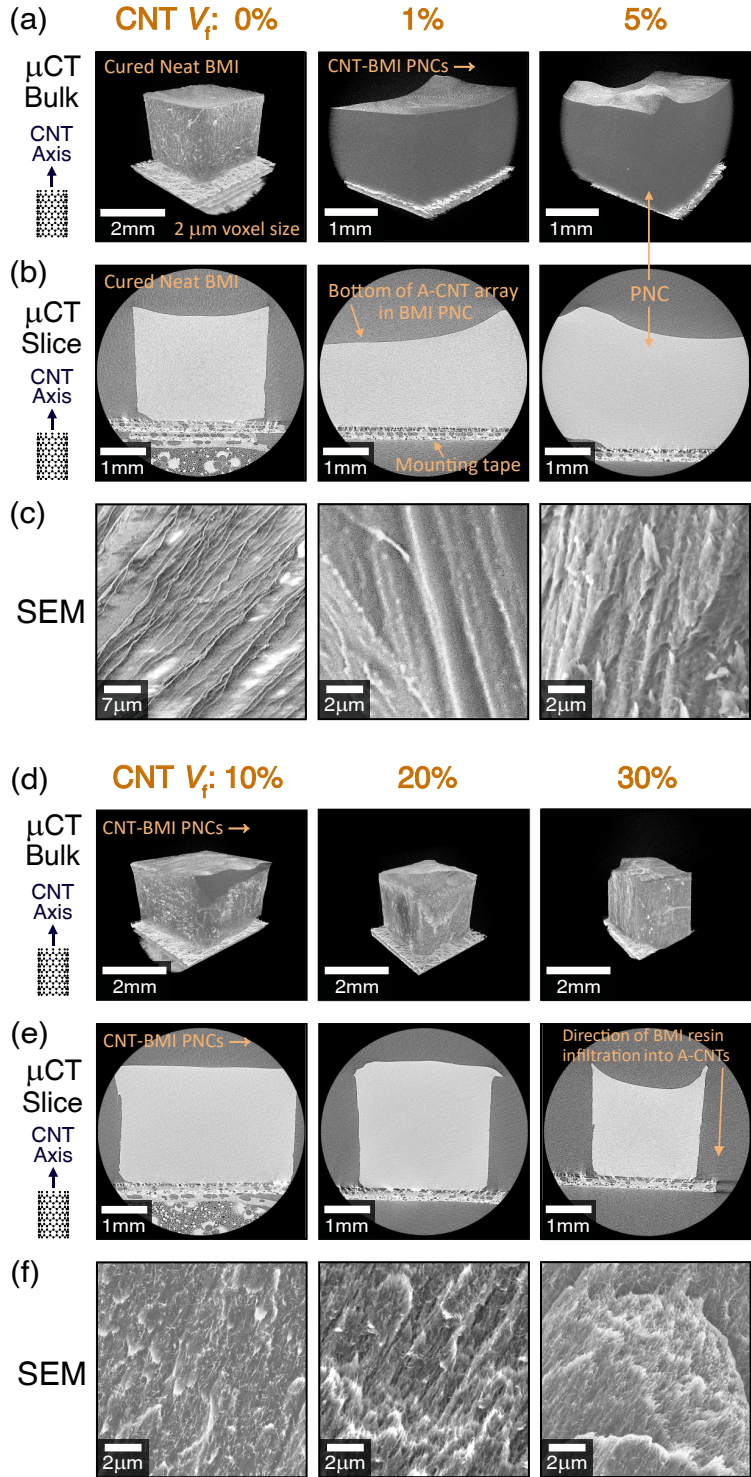 (a) CNT Vf: 0% 1% 5%
μCT
Bulk
CNT
Axis
Cured Neat BMI
2mm
2 μm voxel size
CNT-BMI PNCs →
1mm
1mm
(b)
μCT
Slice
CNT
Axis
Cured Neat BMI
1mm
Bottom of A-CNT array
in BMI PNC
1mm
Mounting tape
PNC
1mm
(c)
SEM
7μm
2μm
2μm
(d) CNT Vf: 10% 20% 30%
μCT
Bulk
CNT
Axis
CNT-BMI PNCs →
2mm
2mm
2mm
(e)
μCT
Slice
CNT
Axis
CNT-BMI PNCs →
1mm
1mm
Direction of BMI resin
infiltration into A-CNTs
1mm
(f)
SEM
2μm
2μm
2μm